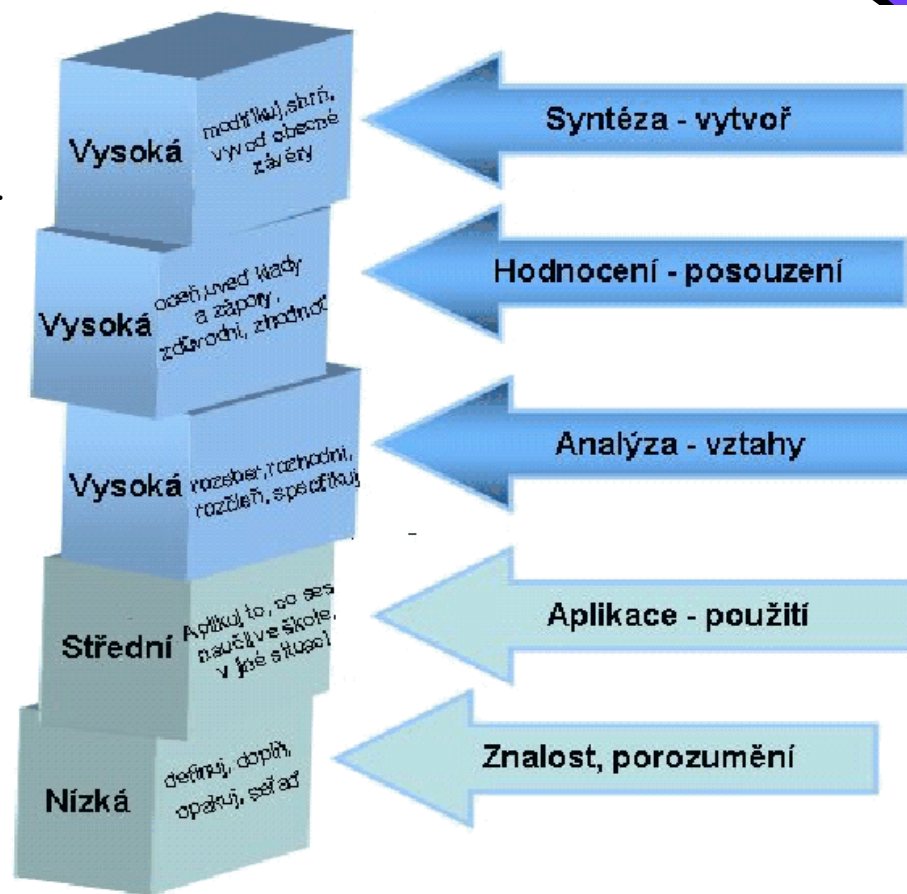 Vysoká
modifikuj, shrň,
vyvoď obecné
závěry
Syntéza - vytvoř
Vysoká
oceň, uveď klady
a zápory,
zdůvodni, zhodnoť
Hodnocení - posouzení
Vysoká
rozeber, rozhodni,
rozčleň, specifikuj
Analýza - vztahy
Střední
Aplikuj to, co ses
naučil ve škole,
v jiné situaci
Aplikace - použití
Nízká
definuj, doplň,
opakuj, seřaď
Znalost, porozumění